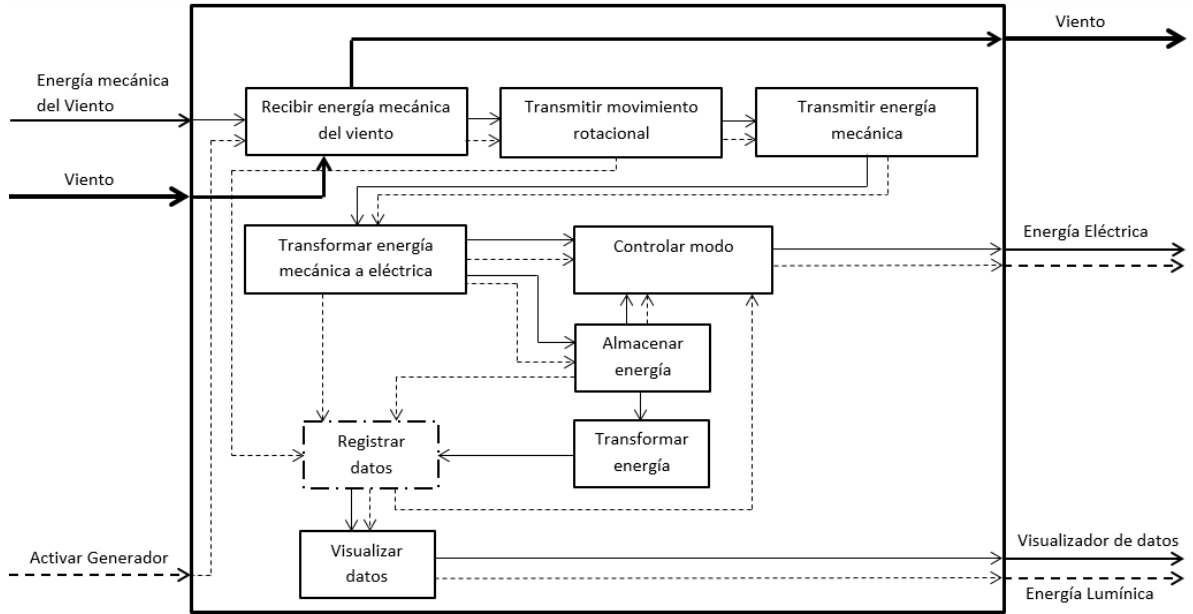 Viento
Energía mecánica
del Viento
Recibir energía mecánica
del viento
Transmitir movimiento
rotacional
Transmitir energía
mecánica
Viento
Transformar energía
mecánica a eléctrica
Controlar modo
Energía Eléctrica
Almacenar
energía
Registrar
datos
Transformar
energía
Activar Generador
Visualizar
datos
Visualizador de datos
Energía Lumínica